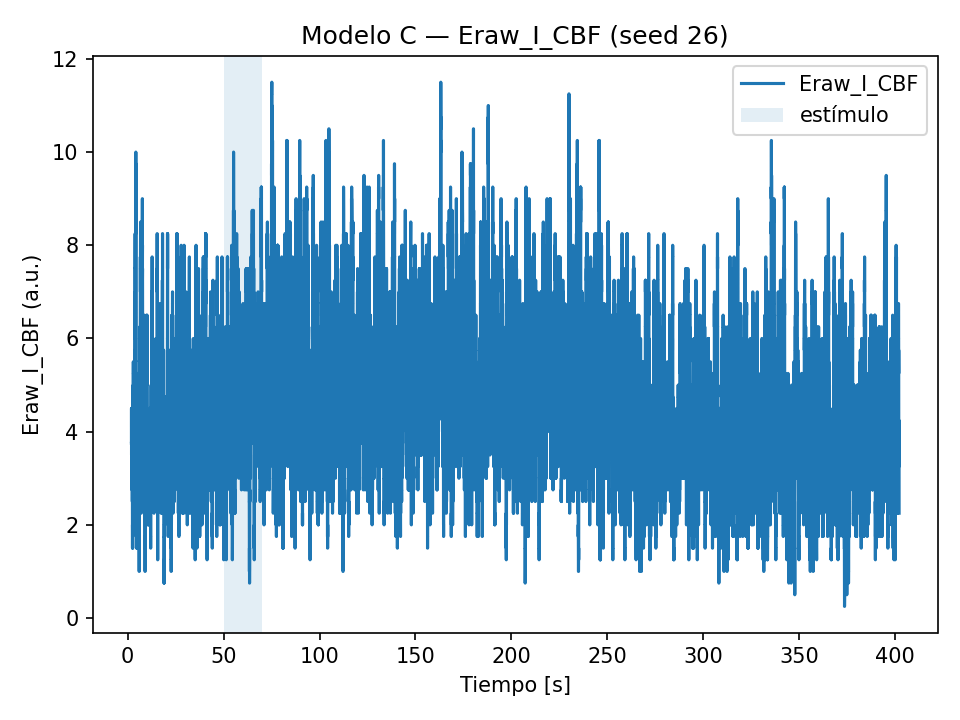 Modelo C — Eraw_I_CBF (seed 26)
Eraw_I_CBF
estímulo
Eraw_I_CBF (a.u.)
12
10
8
6
4
2
0
0 50 100 150 200 250 300 350 400
Tiempo [s]